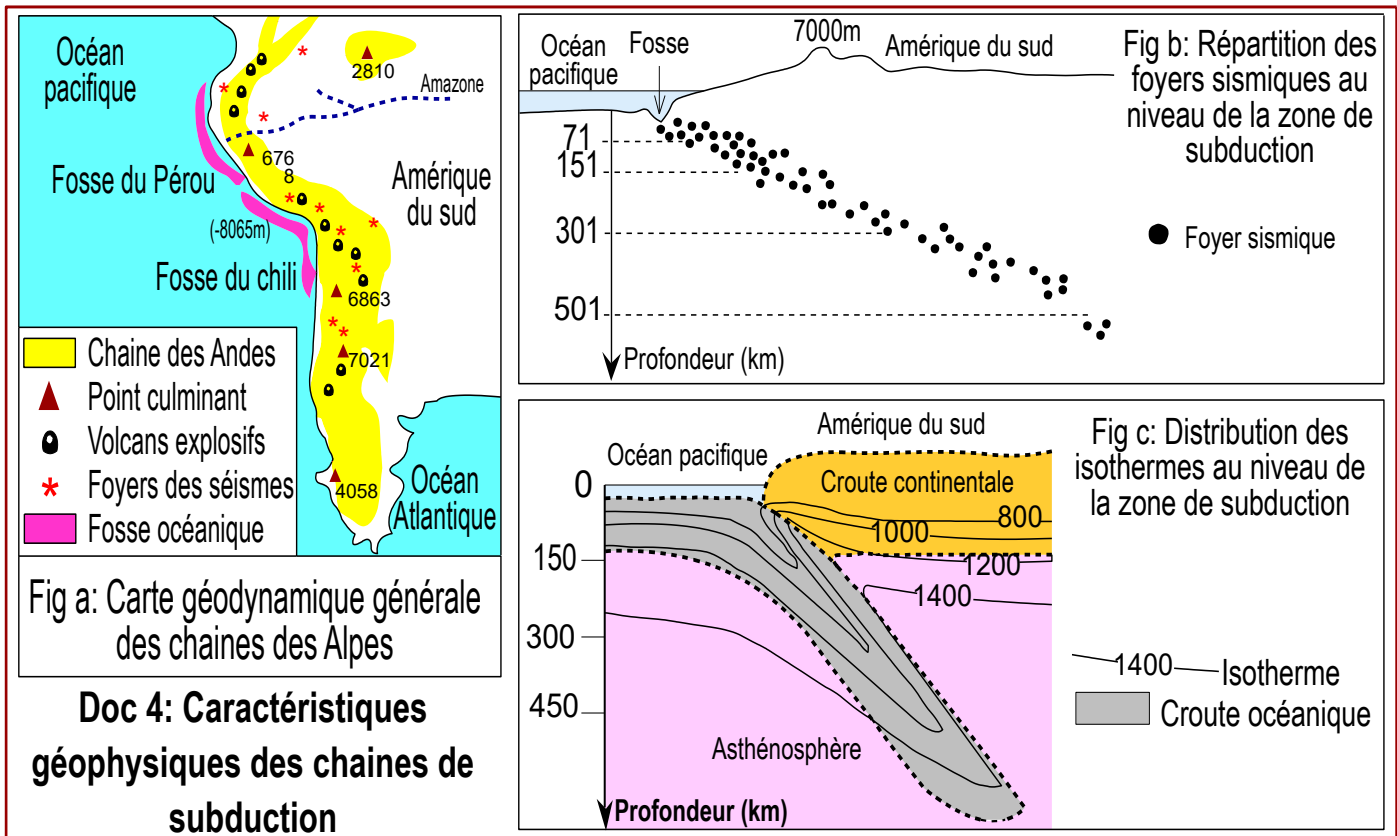 Océan
pacifique
2810
Amazone
676
8
Fosse du Pérou
Amérique
du sud
(-8065m)
Fosse du chili
6863
7021
4058
Océan
Atlantique
Chaine des Andes
Point culminant
Volcans explosifs
Foyers des séismes
Fosse océanique
Fig a: Carte géodynamique générale
des chaines des Alpes
Doc 4: Caractéristiques
géophysiques des chaines de
subduction
7000m
Océan
pacifique
Fosse
Amérique du sud
71
151
301
501
Profondeur (km)
Fig b: Répartition des
foyers sismiques au
niveau de la zone de
subduction
Foyer sismique
Amérique du sud
Océan pacifique
Croute continentale
0
800
1000
1200
1400
150
300
450
Asthénosphère
Profondeur (km)
Fig c: Distribution des
isothermes au niveau de
la zone de subduction
1400 Isotherme
Croute océanique